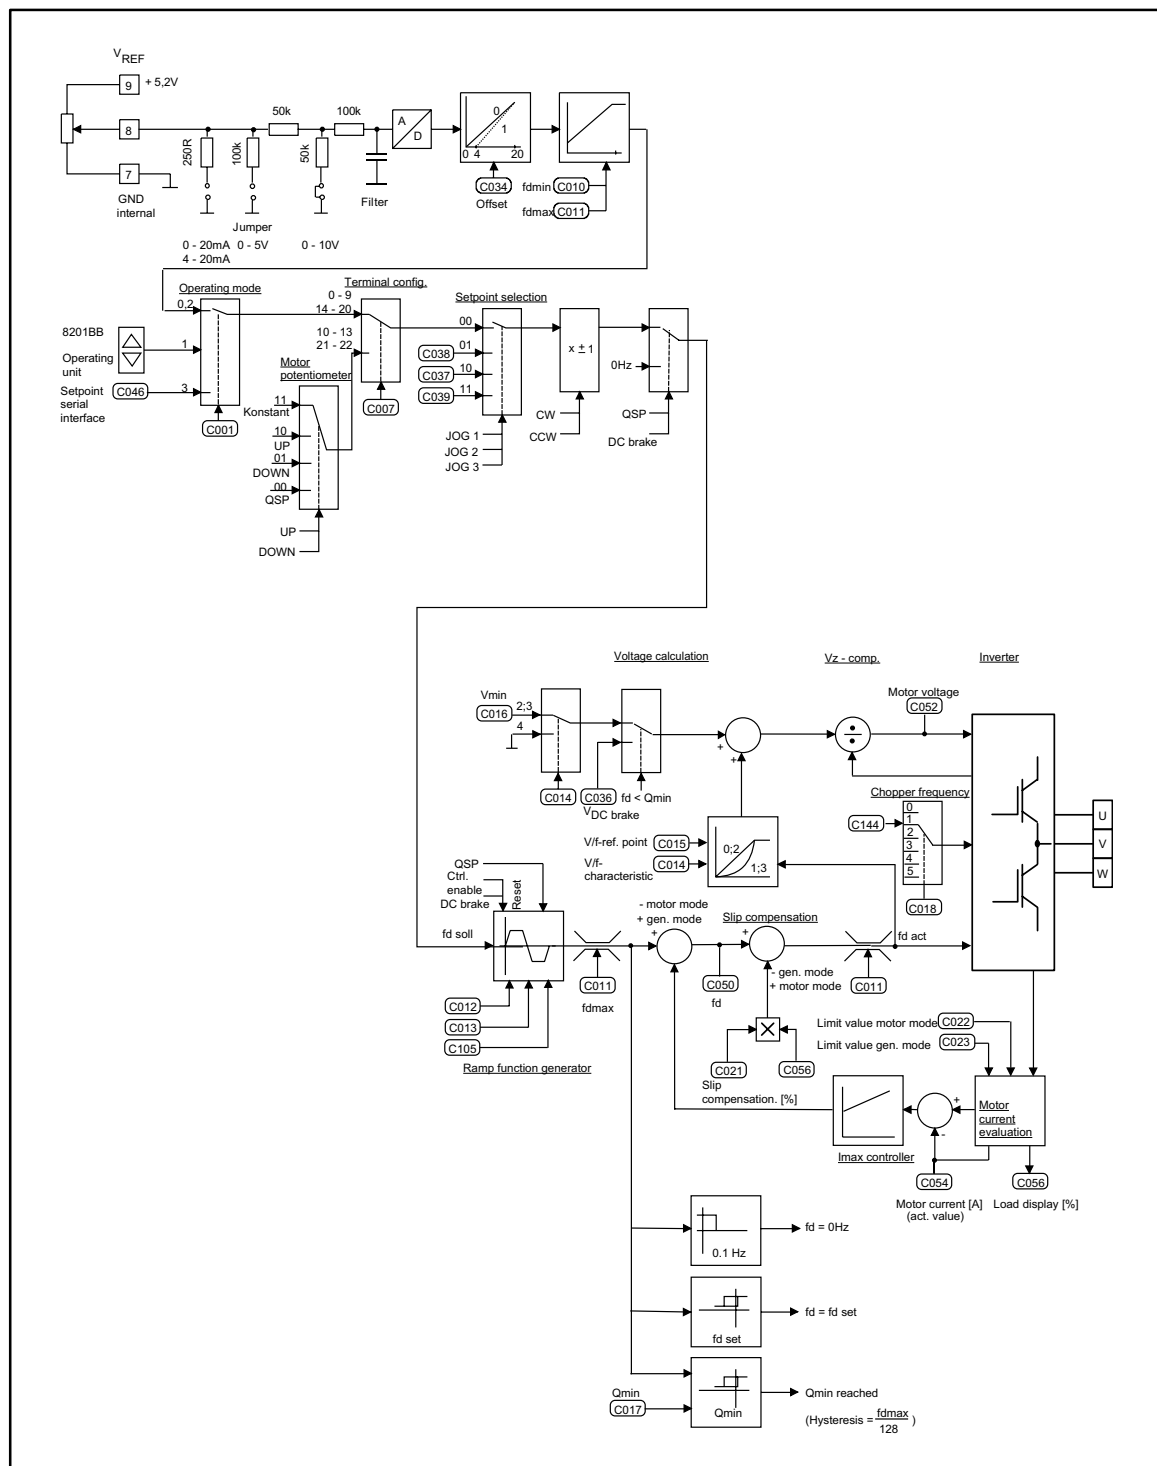 VREF
9
+ 5,2V
8
7
GND
internal
250R
100k
50k
50k
100k
Jumper
0 - 20mA
4 - 20mA
0 - 5V
0 - 10V
Filter
A
D
0
1
0 4 20
C034
Offset
fdmin C010
fdmax C011
Operating mode
0,2
1
3
8201BB
Operating
unit
Setpoint
serial
interface
C046
C001
Terminal config.
0 - 9
14 - 20
10 - 13
21 - 22
C007
Motor
potentiometer
11
Konstant
10
UP
01
DOWN
00
QSP
UP
DOWN
Setpoint selection
00
01
10
11
C038
C037
C039
JOG 1
JOG 2
JOG 3
x ± 1
CW
CCW
0Hz
QSP
DC brake
Voltage calculation
Vz - comp.
Inverter
Vmin
C016
2;3
4
C014
C036
VDC brake
fd < Qmin
+
+
÷
Motor voltage
C052
Chopper frequency
0
1
2
3
4
5
C144
C018
U
V
W
V/f-ref. point C015
V/f-
characteristic
C014
0;2
1;3
QSP
Ctrl.
enable
DC brake
Reset
fd soll
C012
C013
C105
Ramp function generator
C011
fdmax
- motor mode
+ gen. mode
+
C050
fd
Slip compensation
+
- gen. mode
+ motor mode
C021
C056
Slip
compensation. [%]
fd act
C011
Limit value motor mode C022
Limit value gen. mode C023
Motor
current
evaluation
+
-
Imax controller
C054
Motor current [A]
(act. value)
C056
Load display [%]
0.1 Hz
fd = 0Hz
fd set
fd = fd set
Qmin
C017
Qmin
Qmin reached
(Hysteresis = fdmax
128 )